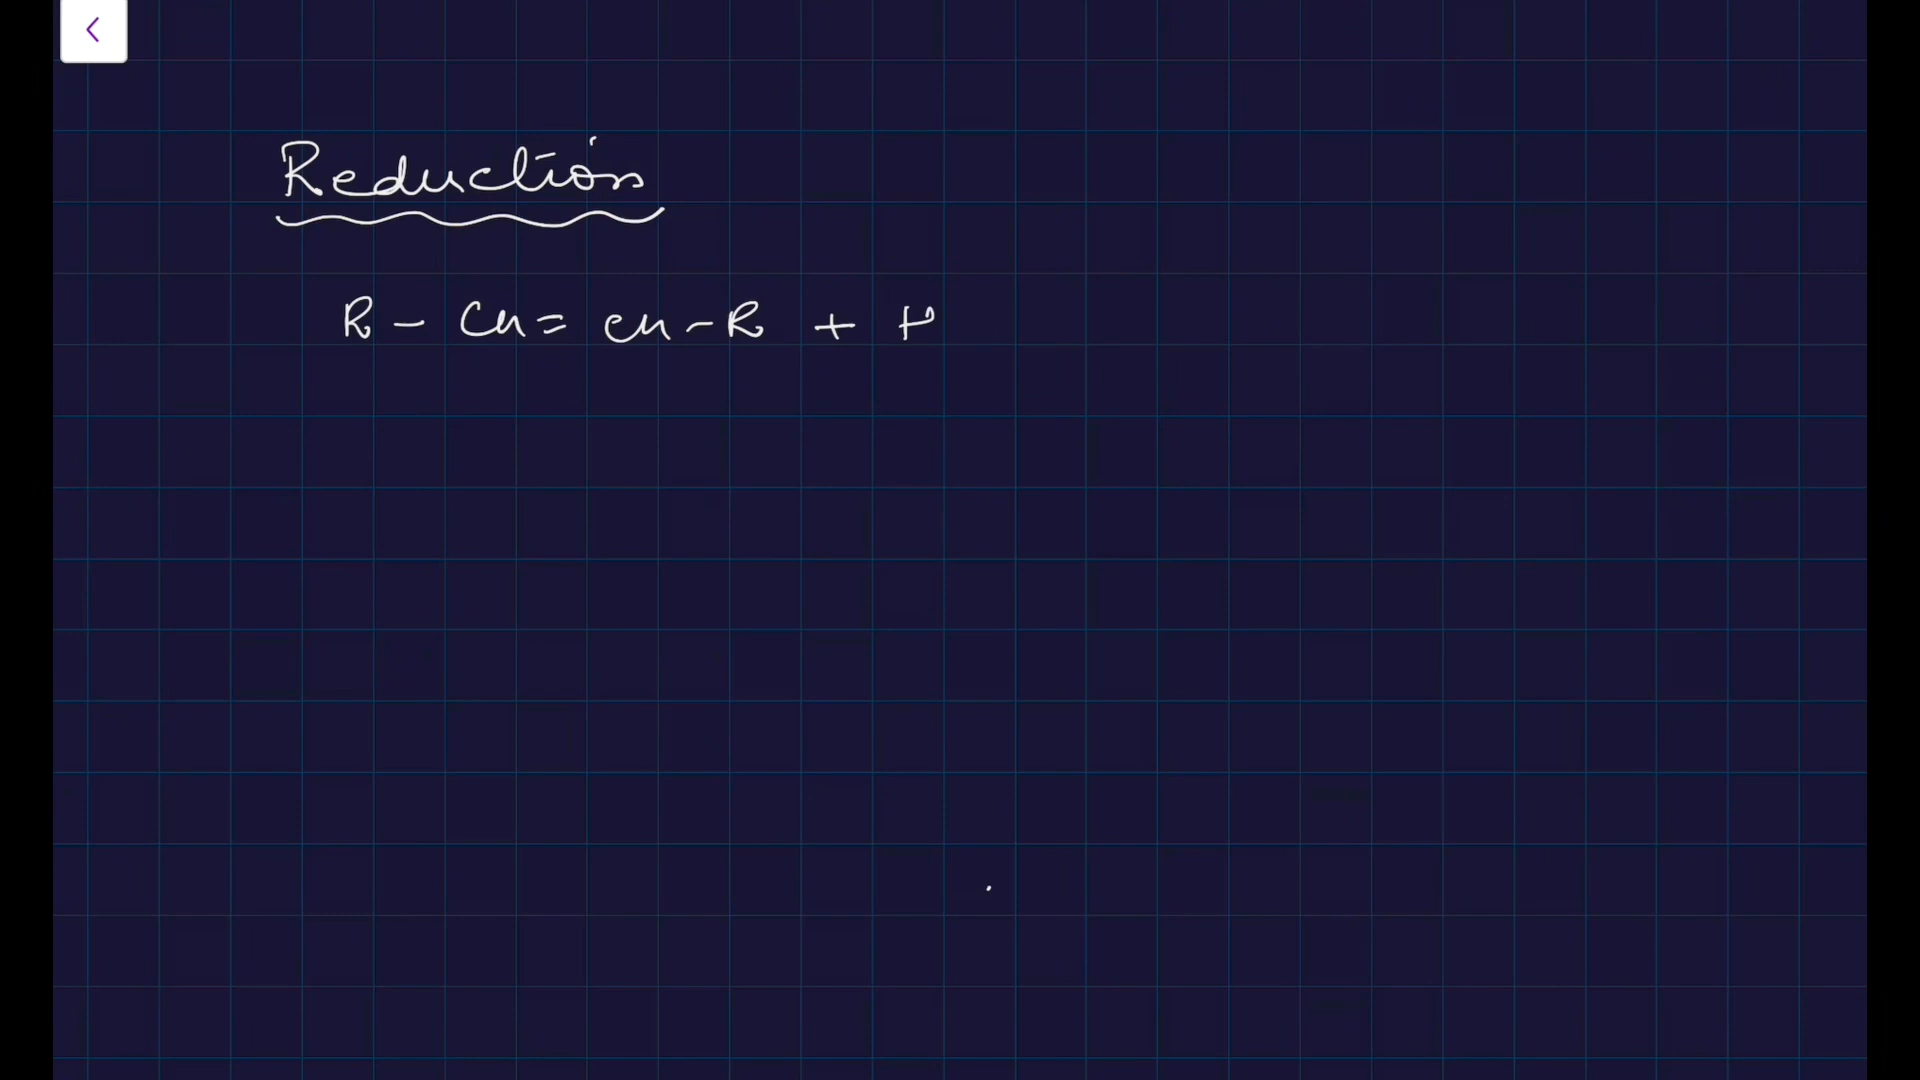 Reduction
R - CH = CH - R + H